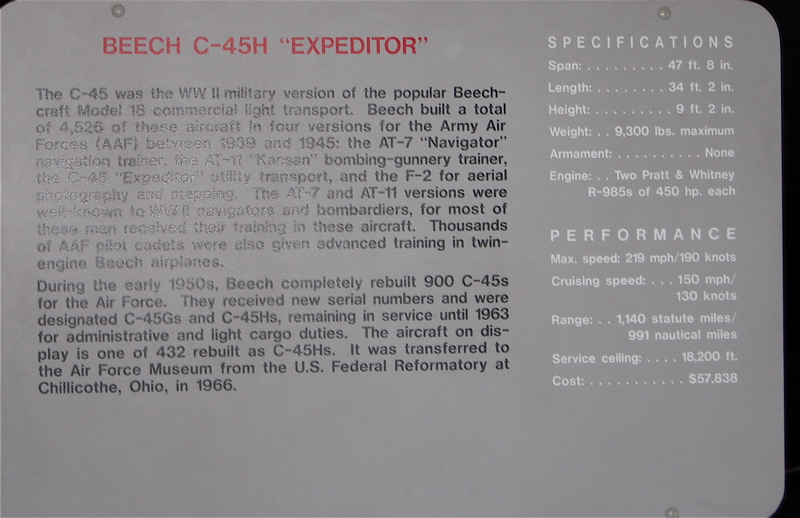 BEECH C-45H "EXPEDITOR"
The C-45 was the WW II military version of the popular Beech-
craft Model 18 commercial light transport. Beech built a total
of 4,526 of these aircraft in four versions for the Army Air
Forces (AAF) between 1939 and 1945: the AT-7 "Navigator"
navigation trainer, the AT-11 "Kansan" bombing-gunnery trainer,
the C-45 "Expeditor" utility transport, and the F-2 for aerial
photography and mapping. The AT-7 and AT-11 versions were
well-known to WW II navigators and bombardiers, for most of
these men received their training in these aircraft. Thousands
of AAF pilot cadets were also given advanced training in twin-
engine Beech airplanes.
During the early 1950s, Beech completely rebuilt 900 C-45s
for the Air Force. They received new serial numbers and were
designated C-45Gs and C-45Hs, remaining in service until 1963
for administrative and light cargo duties. The aircraft on dis-
play is one of 432 rebuilt as C-45Hs. It was transferred to
the Air Force Museum from the U.S. Federal Reformatory at
Chillicothe, Ohio, in 1966.
SPECIFICATIONS
Span: . . . . . . . . . 47 ft. 8 in.
Length: . . . . . . . . 34 ft. 2 in.
Height: . . . . . . . . . 9 ft. 2 in.
Weight: . . 9,300 lbs. maximum
Armament: . . . . . . . . . . None
Engine: . . Two Pratt & Whitney
R-985s of 450 hp. each
PERFORMANCE
Max. speed: 219 mph/190 knots
Cruising speed: . . . 150 mph/
130 knots
Range: . . 1,140 statute miles/
991 nautical miles
Service ceiling: . . . . 18,200 ft.
Cost: . . . . . . . . . . . $57,838